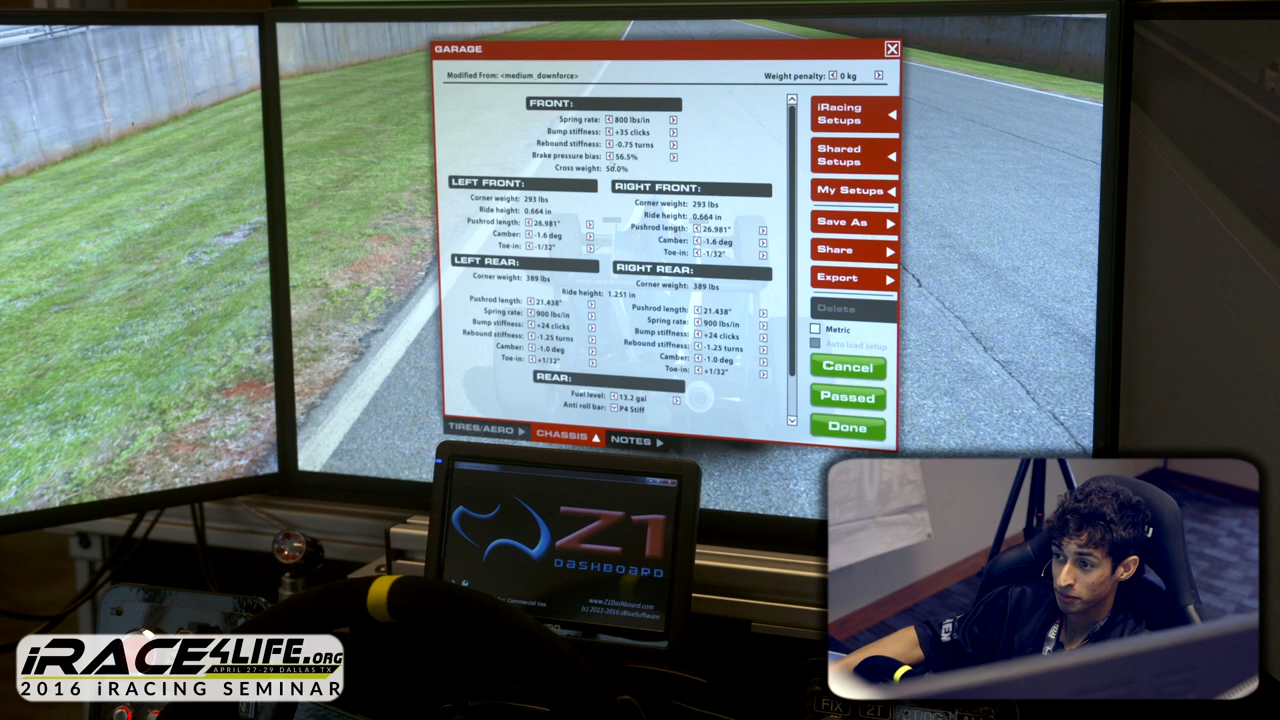 GARAGE
Modified From: <medium_downforce>
Weight penalty: 0 kg
FRONT:
Spring rate: 800 lbs/in
Bump stiffness: +35 clicks
Rebound stiffness: -0.75 turns
Brake pressure bias: 56.5%
Cross weight: 50.0%
LEFT FRONT:
Corner weight: 293 lbs
Ride height: 0.664 in
Pushrod length: 26.981"
Camber: -1.6 deg
Toe-in: -1/32"
RIGHT FRONT:
Corner weight: 293 lbs
Ride height: 0.664 in
Pushrod length: 26.981"
Camber: -1.6 deg
Toe-in: -1/32"
LEFT REAR:
Corner weight: 389 lbs
RIGHT REAR:
Corner weight: 389 lbs
Ride height: 1.251 in
Pushrod length: 21.438"
Spring rate: 900 lbs/in
Bump stiffness: +24 clicks
Rebound stiffness: -1.25 turns
Camber: -1.0 deg
Toe-in: +1/32"
Pushrod length: 21.438"
Spring rate: 900 lbs/in
Bump stiffness: +24 clicks
Rebound stiffness: -1.25 turns
Camber: -1.0 deg
Toe-in: +1/32"
REAR:
Fuel level: 13.2 gal
Anti roll bar: P4 Stiff
iRacing
Setups
Shared
Setups
My Setups
Save As
Share
Export
Delete
Metric
Auto load setup
Cancel
Passed
Done
TIRES/AERO CHASSIS NOTES
Z1
DASHBOARD
Commercial Use
www.Z1Dashboard.com
(c) 2011-2016 zBlueSoftware
iRACE4LIFE.ORG
APRIL 27-29 DALLAS TX
2016 iRACING SEMINAR
FIX 2T